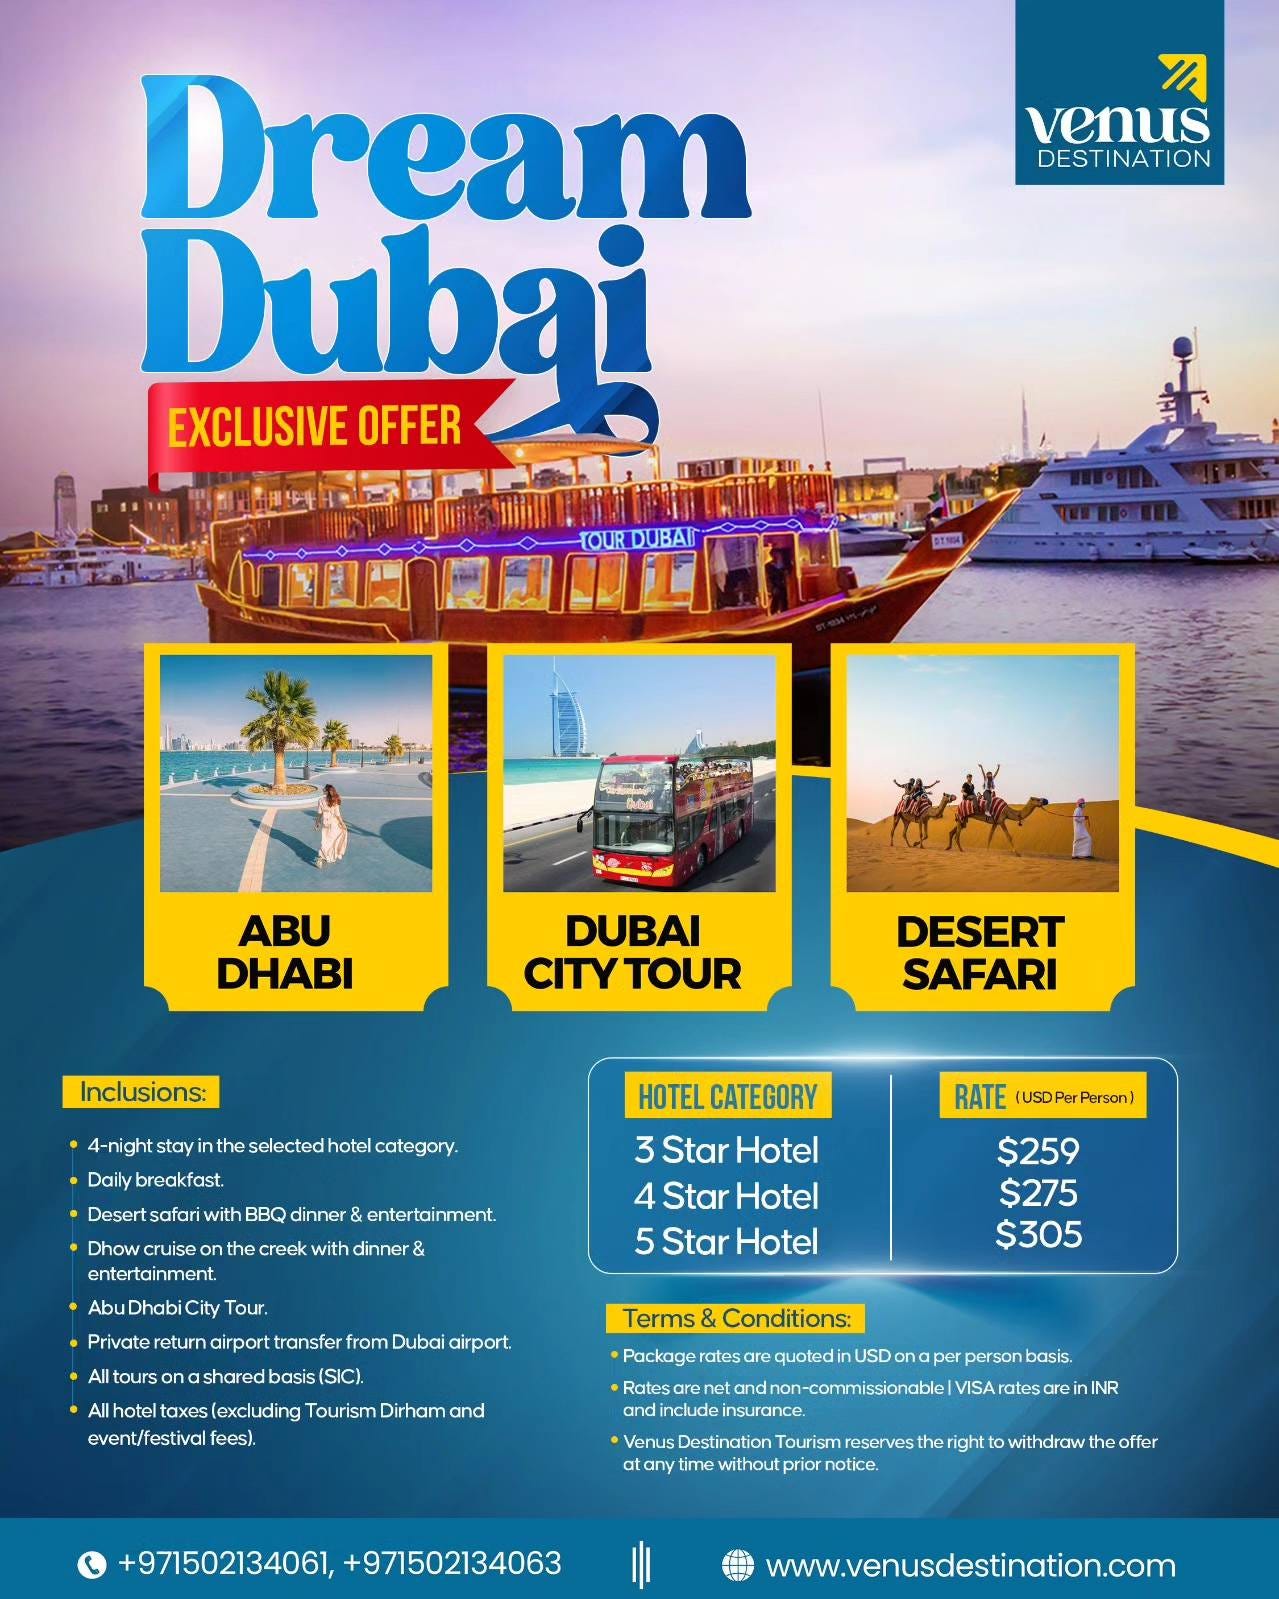 venus
DESTINATION
Dream
Dubai
EXCLUSIVE OFFER
TOUR DUBAI
D.T. 1034
DT-1034
Dubai
ABU
DHABI
DUBAI
CITY TOUR
DESERT
SAFARI
Inclusions:
• 4-night stay in the selected hotel category.
• Daily breakfast.
• Desert safari with BBQ dinner & entertainment.
• Dhow cruise on the creek with dinner &
entertainment.
• Abu Dhabi City Tour.
• Private return airport transfer from Dubai airport.
• All tours on a shared basis (SIC).
• All hotel taxes (excluding Tourism Dirham and
event/festival fees).
HOTEL CATEGORY RATE (USD Per Person)
3 Star Hotel $259
4 Star Hotel $275
5 Star Hotel $305
Terms & Conditions:
• Package rates are quoted in USD on a per person basis.
• Rates are net and non-commissionable | VISA rates are in INR
and include insurance.
• Venus Destination Tourism reserves the right to withdraw the offer
at any time without prior notice.
+971502134061, +971502134063
www.venusdestination.com